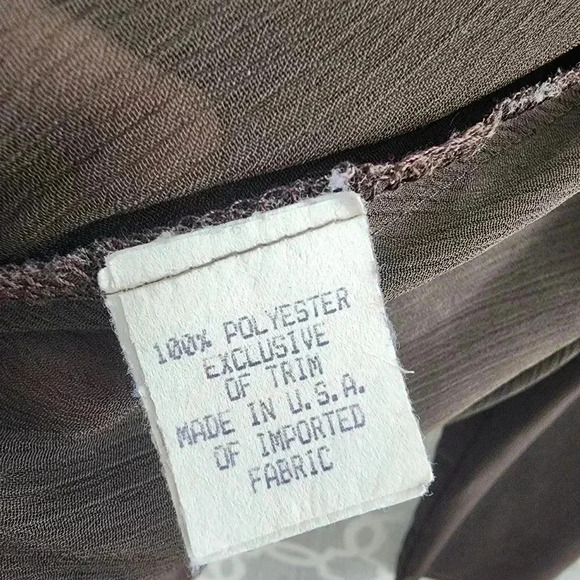 100% POLYESTER
EXCLUSIVE
OF TRIM
MADE IN U.S.A.
OF IMPORTED
FABRIC